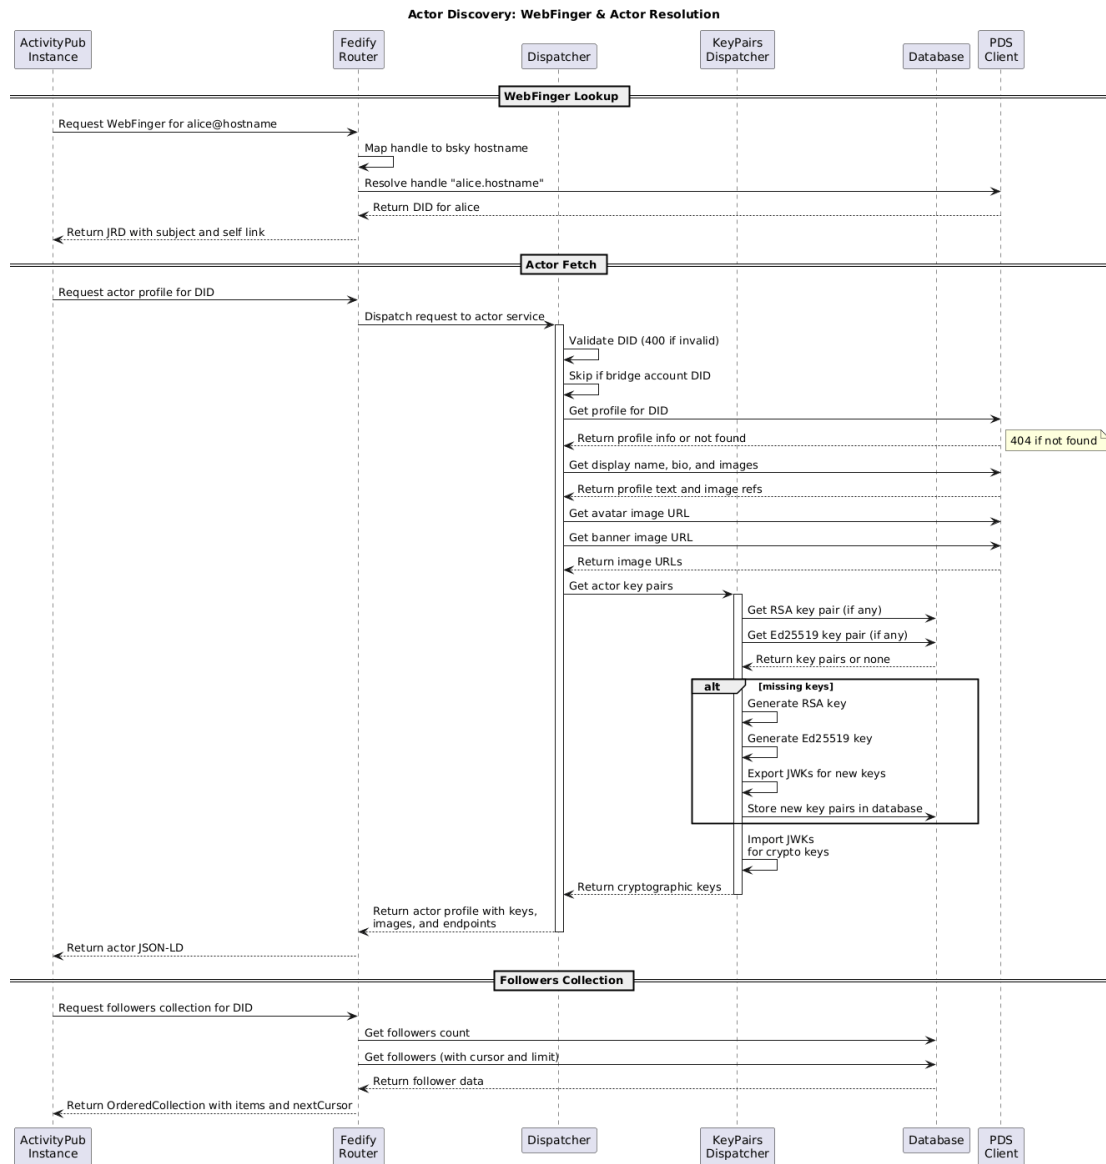 Actor Discovery: WebFinger & Actor Resolution
ActivityPub
Instance
Fedify
Router
Dispatcher
KeyPairs
Dispatcher
Database
PDS
Client
WebFinger Lookup
Request WebFinger for alice@hostname
Map handle to bsky hostname
Resolve handle "alice.hostname"
Return DID for alice
Return JRD with subject and self link
Actor Fetch
Request actor profile for DID
Dispatch request to actor service
Validate DID (400 if invalid)
Skip if bridge account DID
Get profile for DID
Return profile info or not found
404 if not found
Get display name, bio, and images
Return profile text and image refs
Get avatar image URL
Get banner image URL
Return image URLs
Get actor key pairs
Get RSA key pair (if any)
Get Ed25519 key pair (if any)
Return key pairs or none
alt
[missing keys]
Generate RSA key
Generate Ed25519 key
Export JWKs for new keys
Store new key pairs in database
Import JWKs
for crypto keys
Return cryptographic keys
Return actor profile with keys,
images, and endpoints
Return actor JSON-LD
Followers Collection
Request followers collection for DID
Get followers count
Get followers (with cursor and limit)
Return follower data
Return OrderedCollection with items and nextCursor
ActivityPub
Instance
Fedify
Router
Dispatcher
KeyPairs
Dispatcher
Database
PDS
Client